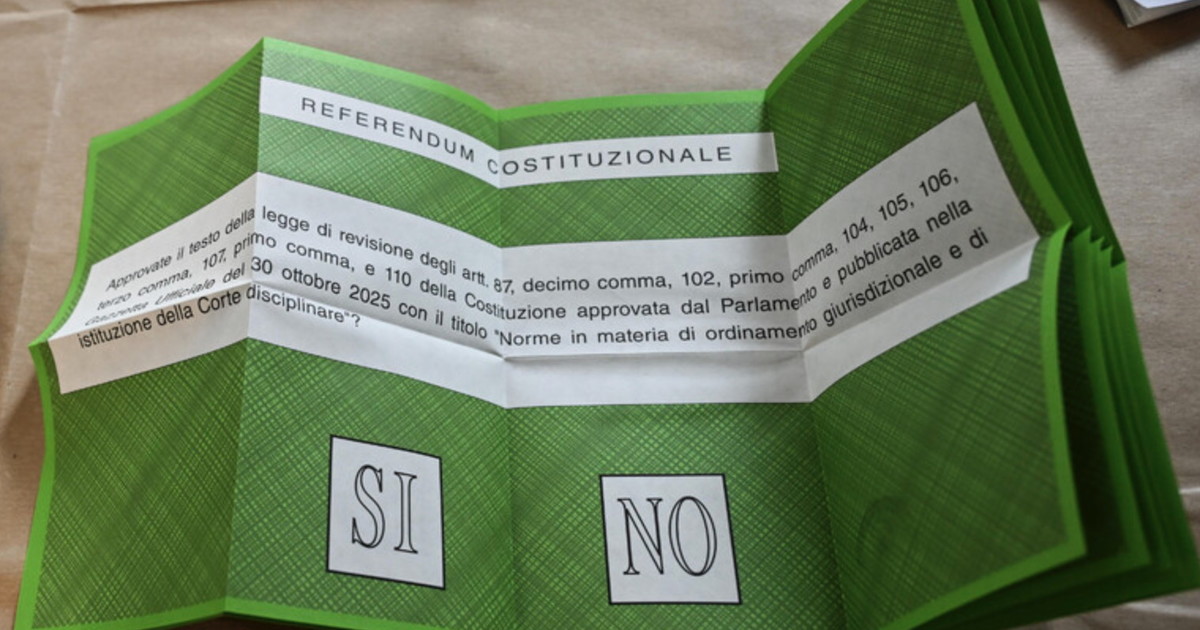 REFERENDUM COSTITUZIONALE
Approvate il testo della legge di revisione degli artt. 87, decimo comma, 102, primo comma, 104, 105, 106,
terzo comma, 107, primo comma, e 110 della Costituzione approvata dal Parlamento e pubblicata nella
Gazzetta Ufficiale del 30 ottobre 2025 con il titolo "Norme in materia di ordinamento giurisdizionale e di
istituzione della Corte disciplinare"?
SI NO